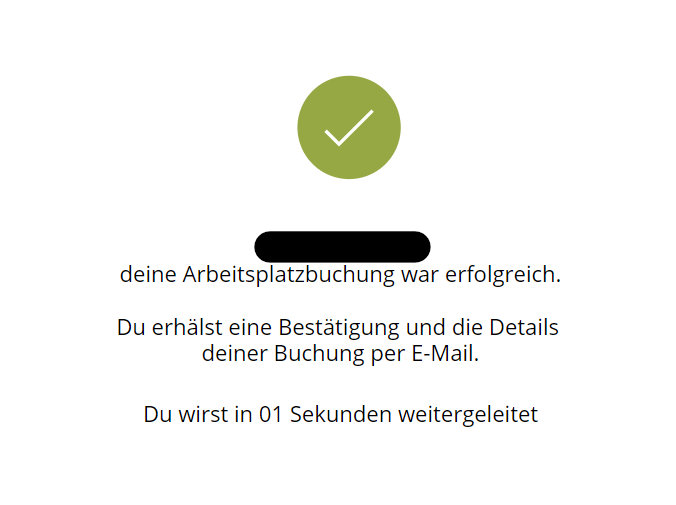 deine Arbeitsplatzbuchung war erfolgreich.
Du erhälst eine Bestätigung und die Details
deiner Buchung per E-Mail.
Du wirst in 01 Sekunden weitergeleitet